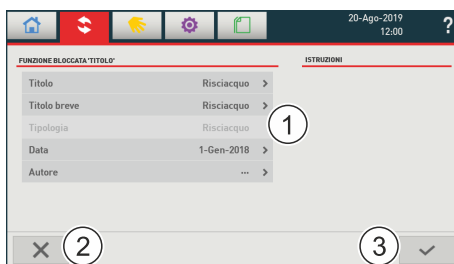 20-Ago-2019
12:00
?
FUNZIONE BLOCCATA 'TITOLO'
ISTRUZIONI
Titolo Risciacquo >
Titolo breve Risciacquo >
Tipologia Risciacquo
1
Data 1-Gen-2018 >
Autore ... >
2
3